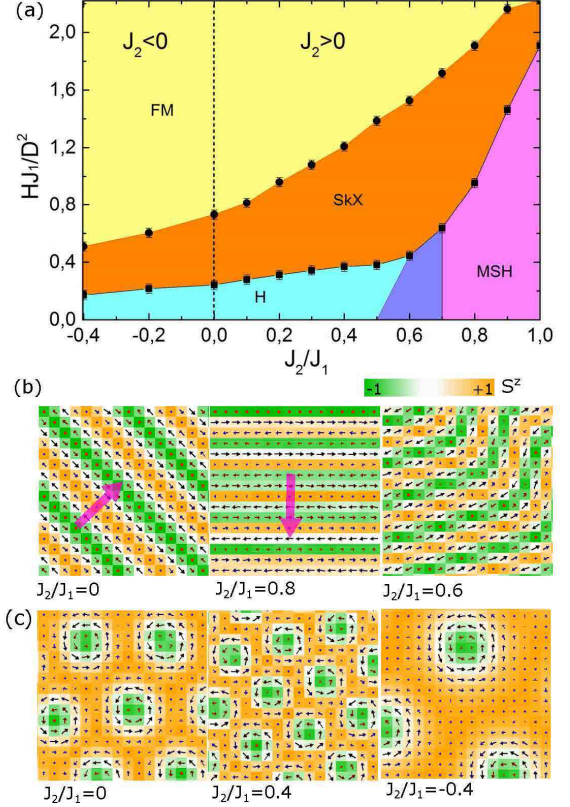 (a)
J₂<0
J₂>0
FM
SkX
H
MSH
HJ₁/D²
2,0
1,6
1,2
0,8
0,4
0,0
-0,4
-0,2
0,0
0,2
0,4
0,6
0,8
1,0
J₂/J₁
(b)
-1
+1
Sᶻ
J₂/J₁=0
J₂/J₁=0.8
J₂/J₁=0.6
(c)
J₂/J₁=0
J₂/J₁=0.4
J₂/J₁=-0.4